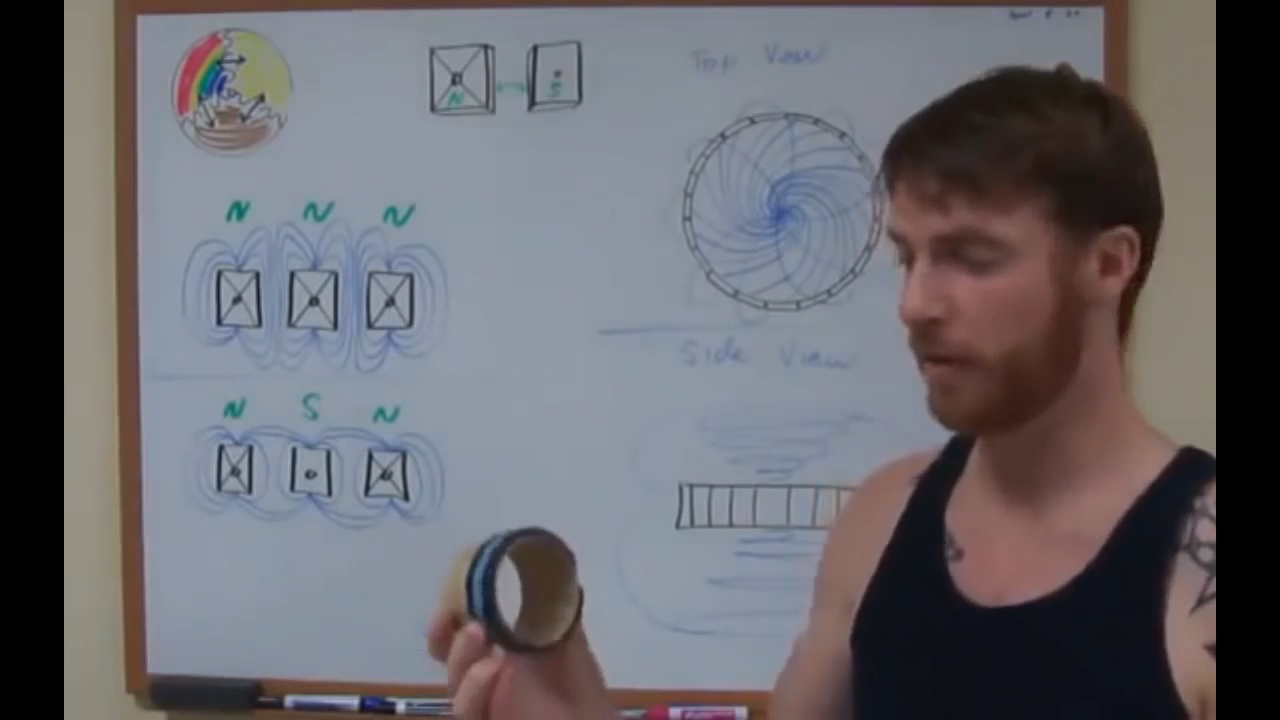 N S
Top View
N N N
Side View
N S N